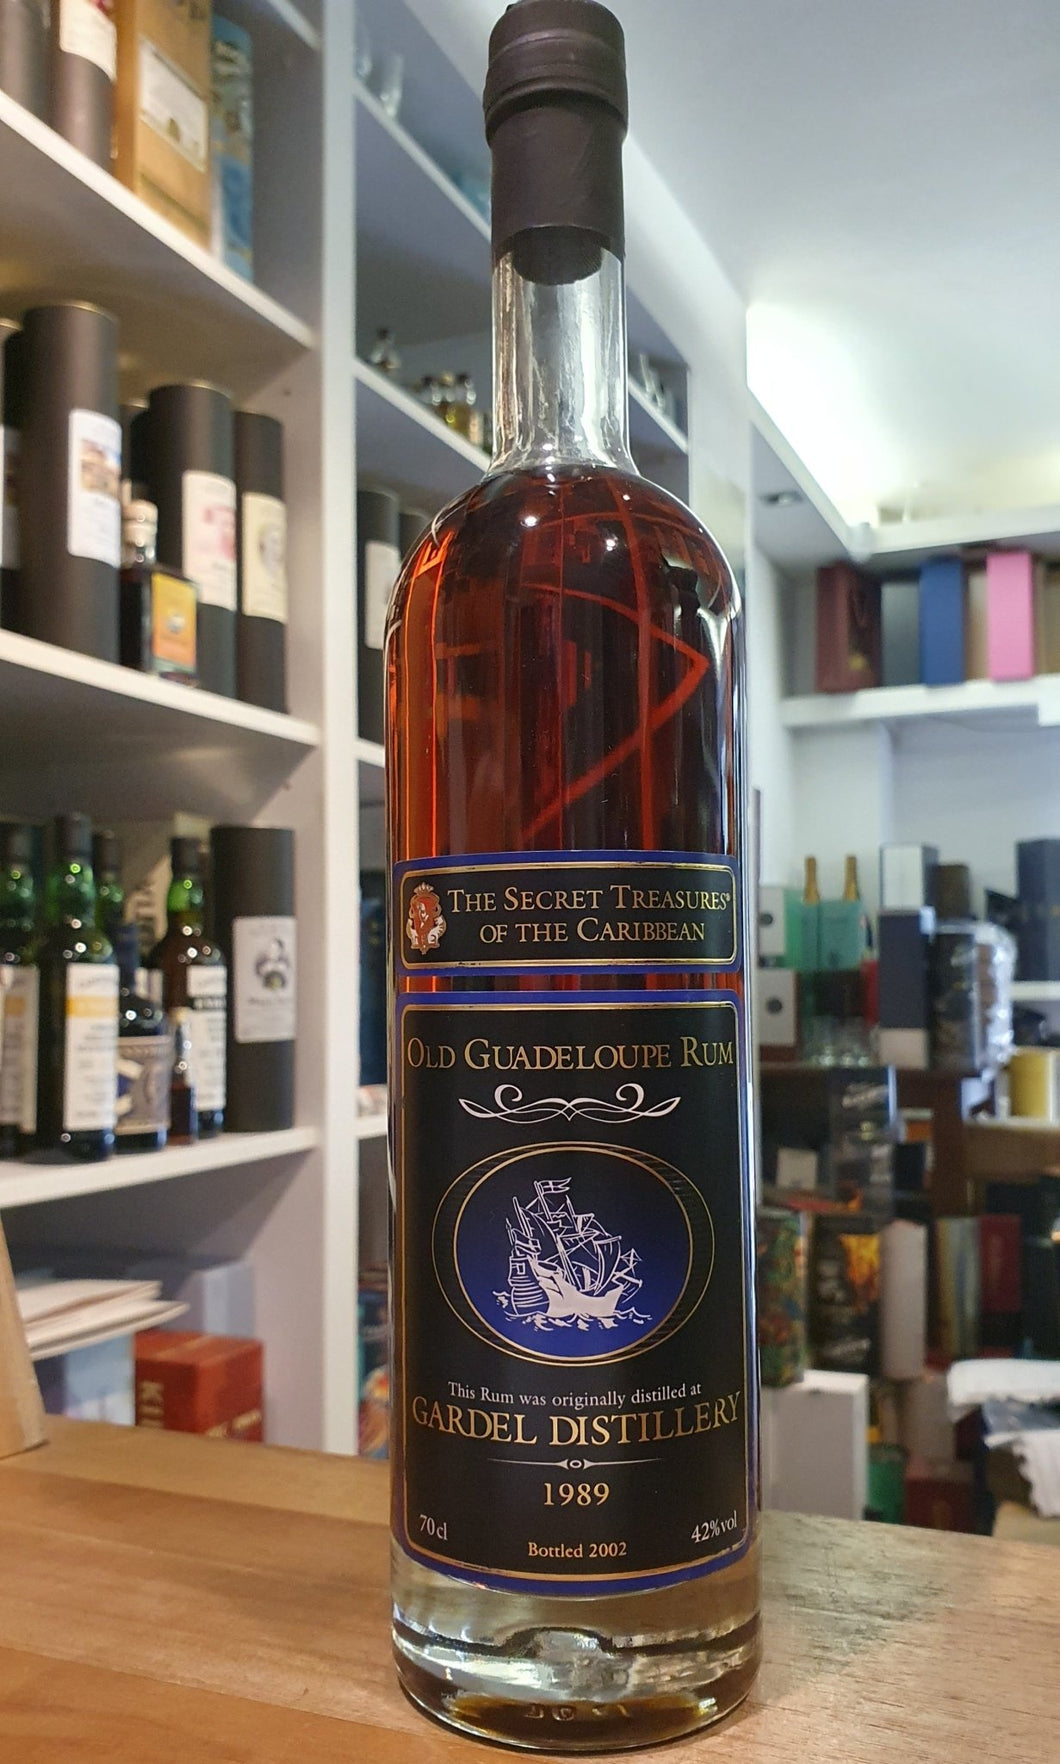 The Secret Treasures®
of the Caribbean
Old Guadeloupe Rum
This Rum was originally distilled at
GARDEL DISTILLERY
1989
70cl
42%vol
Bottled 2002